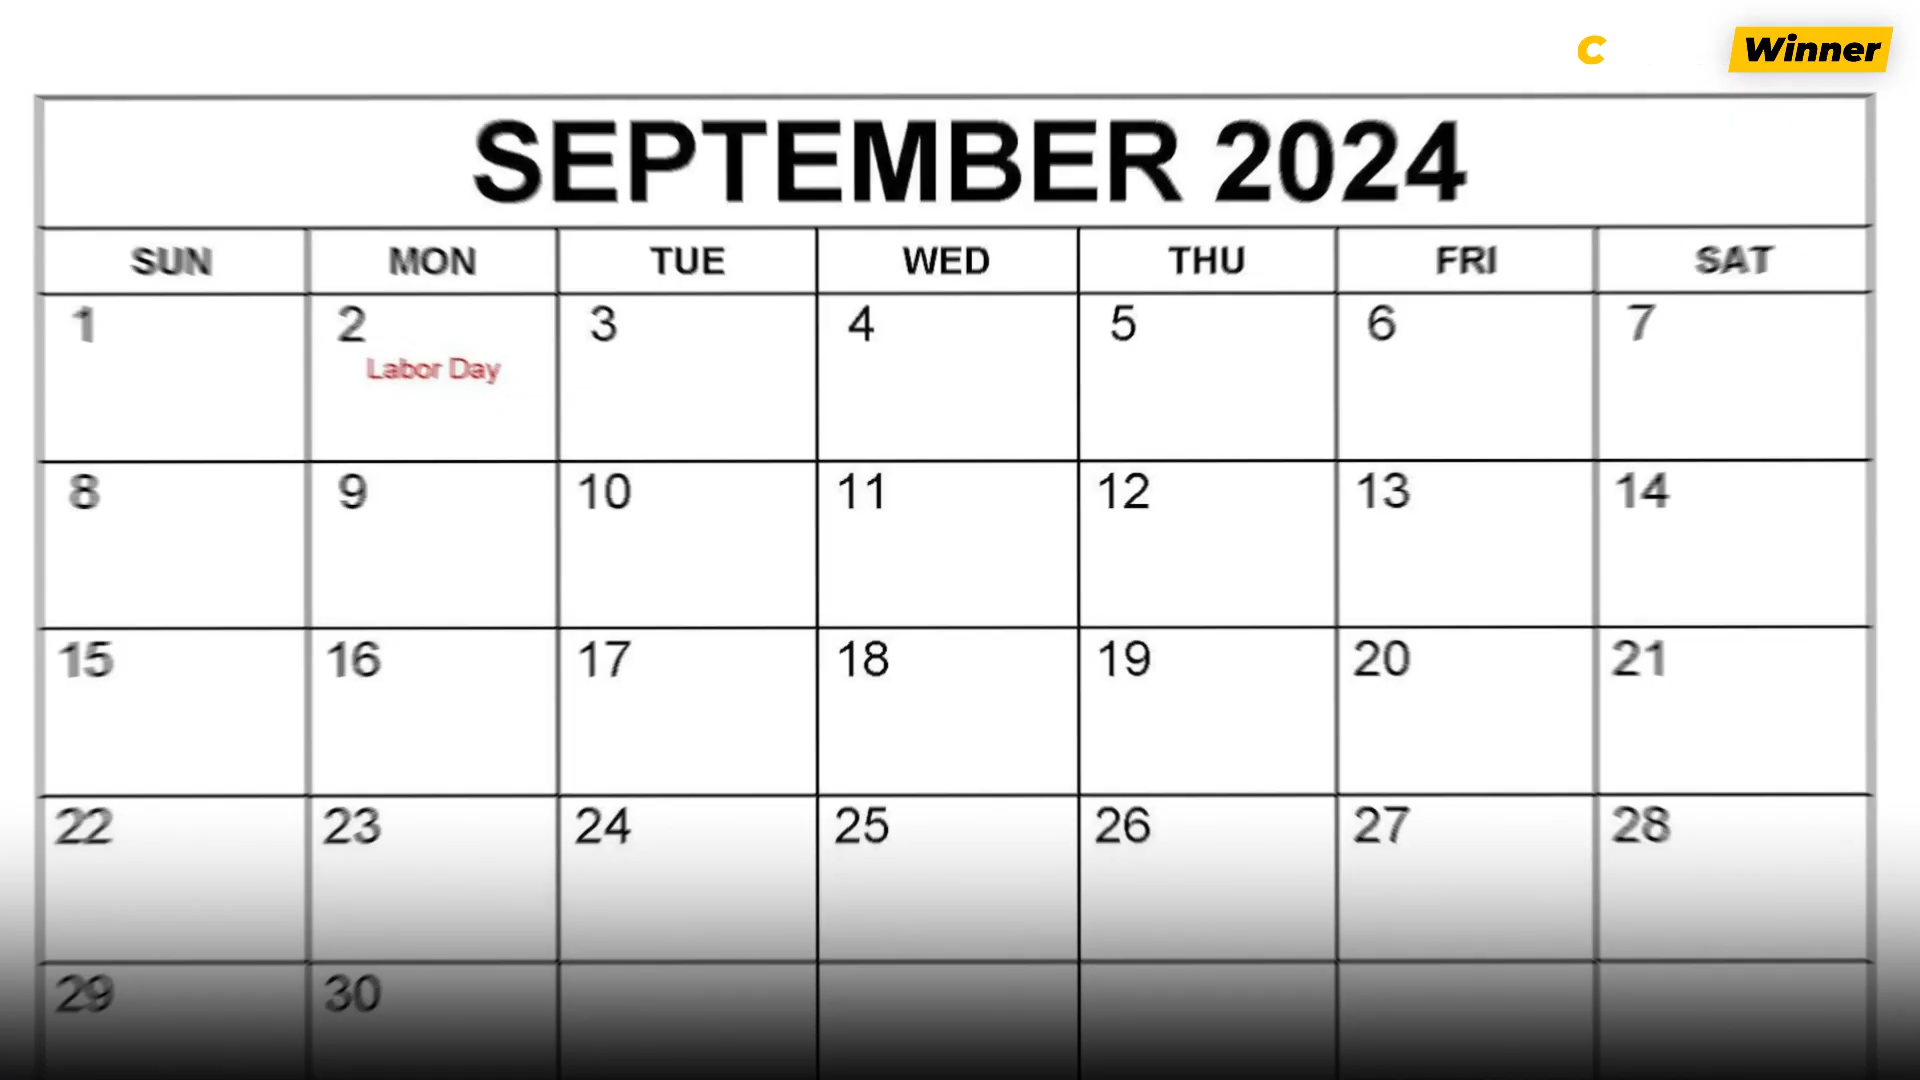 C Winner
SEPTEMBER 2024
SUN MON TUE WED THU FRI SAT
1 2 3 4 5 6 7
Labor Day
8 9 10 11 12 13 14
15 16 17 18 19 20 21
22 23 24 25 26 27 28
29 30